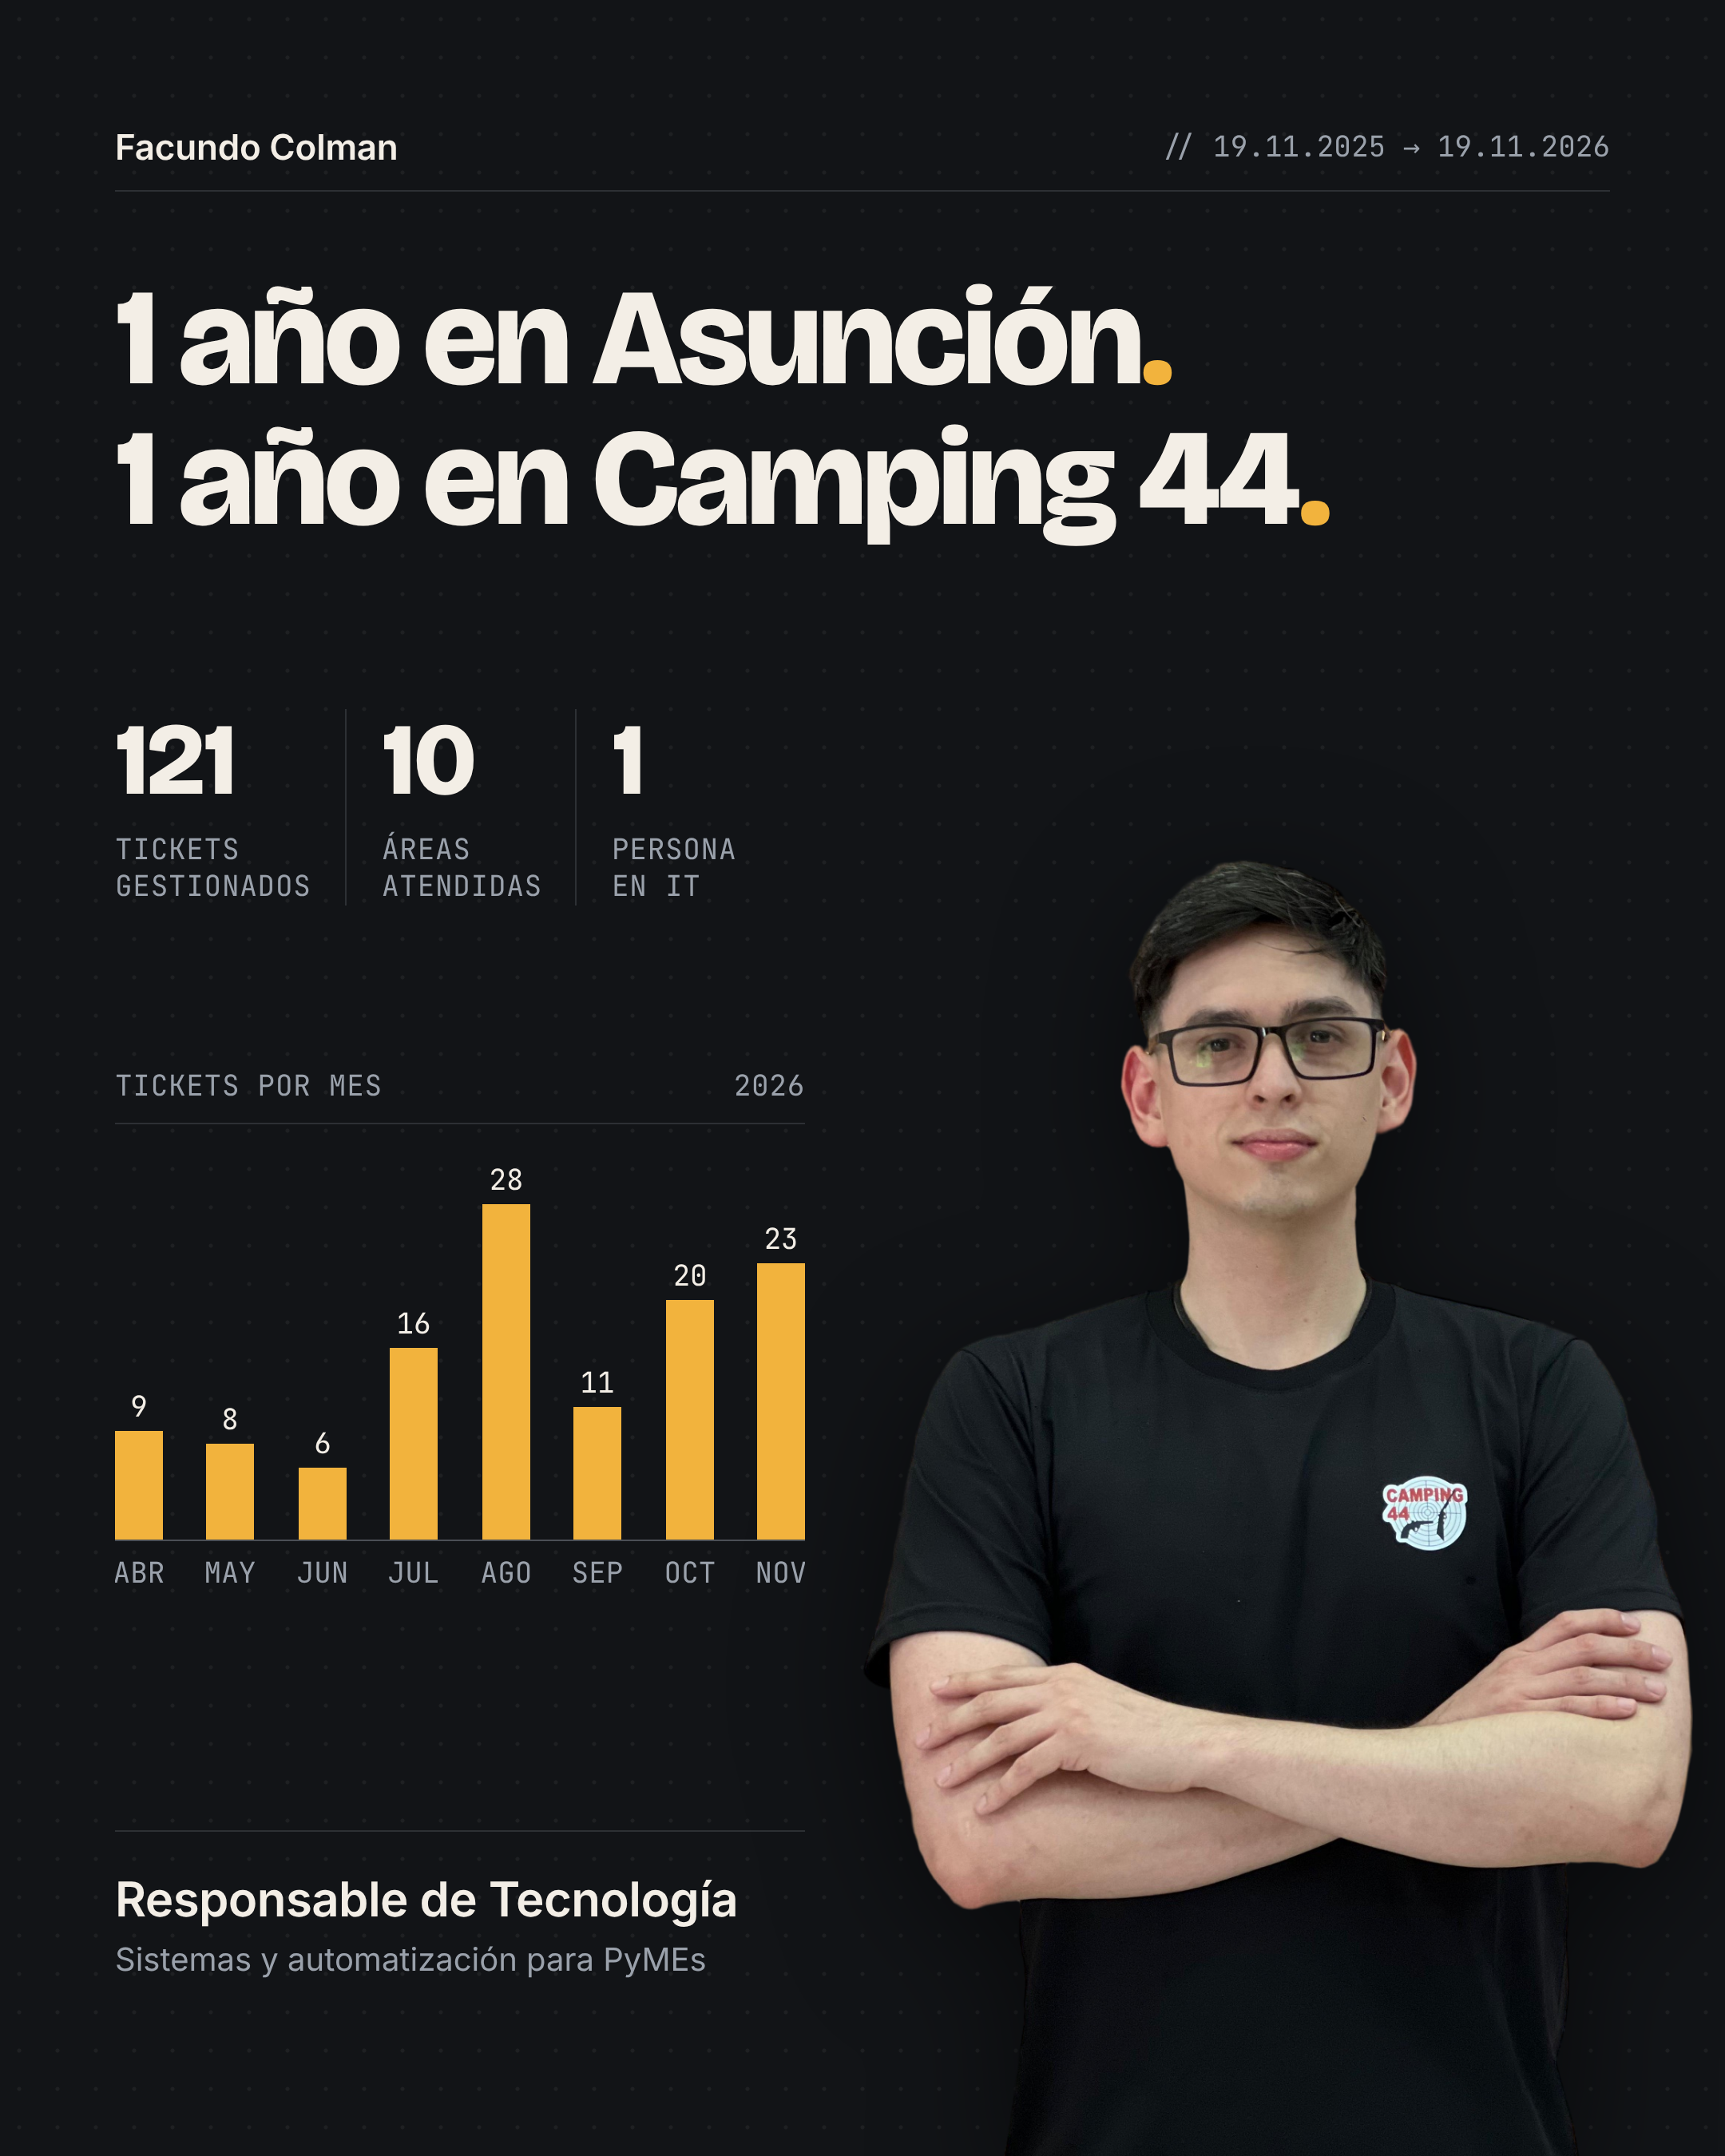 Facundo Colman
// 19.11.2025 → 19.11.2026
1 año en Asunción.
1 año en Camping 44.
121
TICKETS
GESTIONADOS
10
ÁREAS
ATENDIDAS
1
PERSONA
EN IT
TICKETS POR MES
2026
9
8
6
16
28
11
20
23
ABR MAY JUN JUL AGO SEP OCT NOV
CAMPING
44
Responsable de Tecnología
Sistemas y automatización para PyMEs